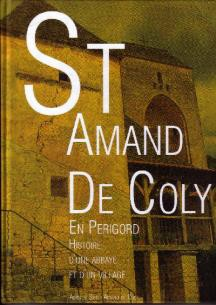 ST
AMAND
DE COLY
EN PERIGORD
HISTOIRE
D'UNE ABBAYE
ET D'UN VILLAGE